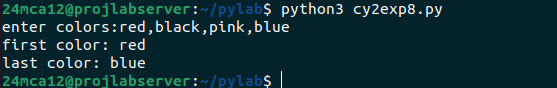 24mca12@projlabserver:~/pylab$ python3 cy2exp8.py
enter colors:red,black,pink,blue
first color: red
last color: blue
24mca12@projlabserver:~/pylab$